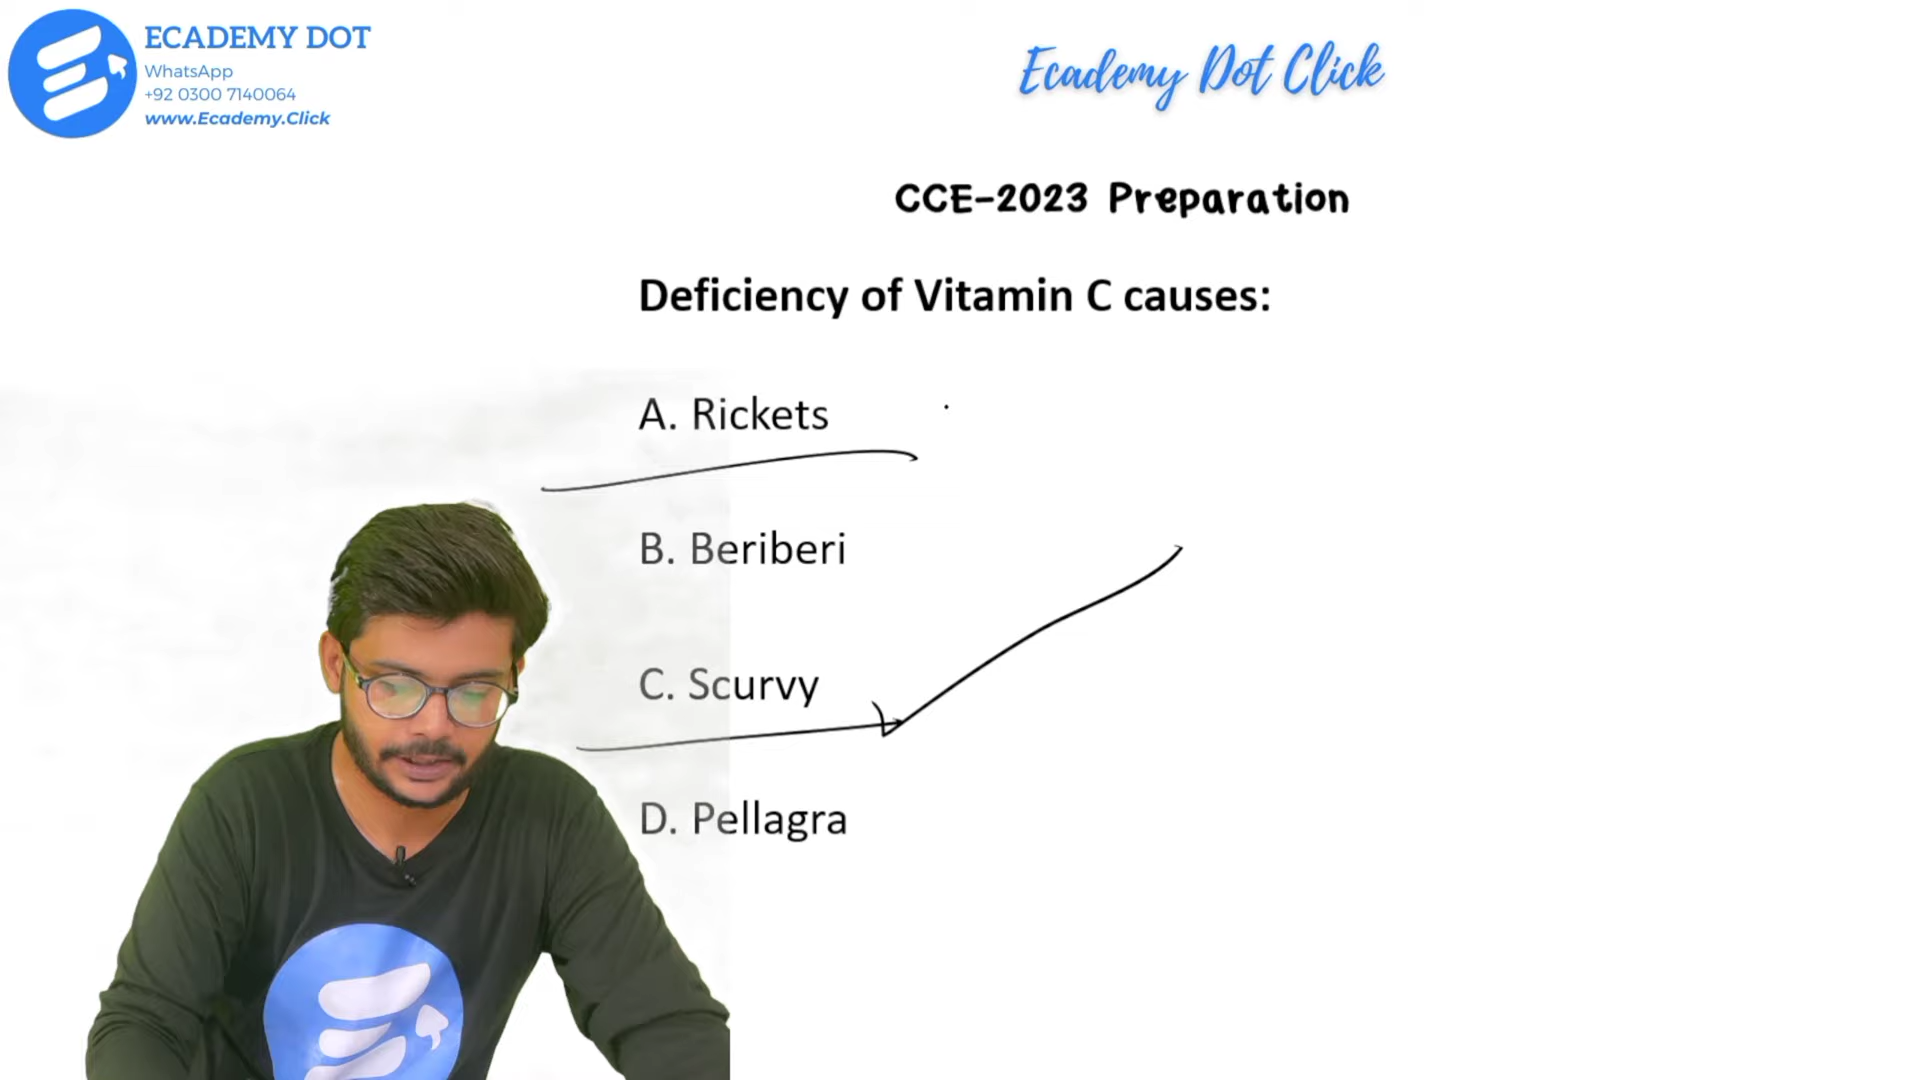 ECADEMY DOT
WhatsApp
+92 0300 7140064
www.Ecademy.Click
Ecademy Dot Click
CCE-2023 Preparation
Deficiency of Vitamin C causes:
A. Rickets
B. Beriberi
C. Scurvy
D. Pellagra